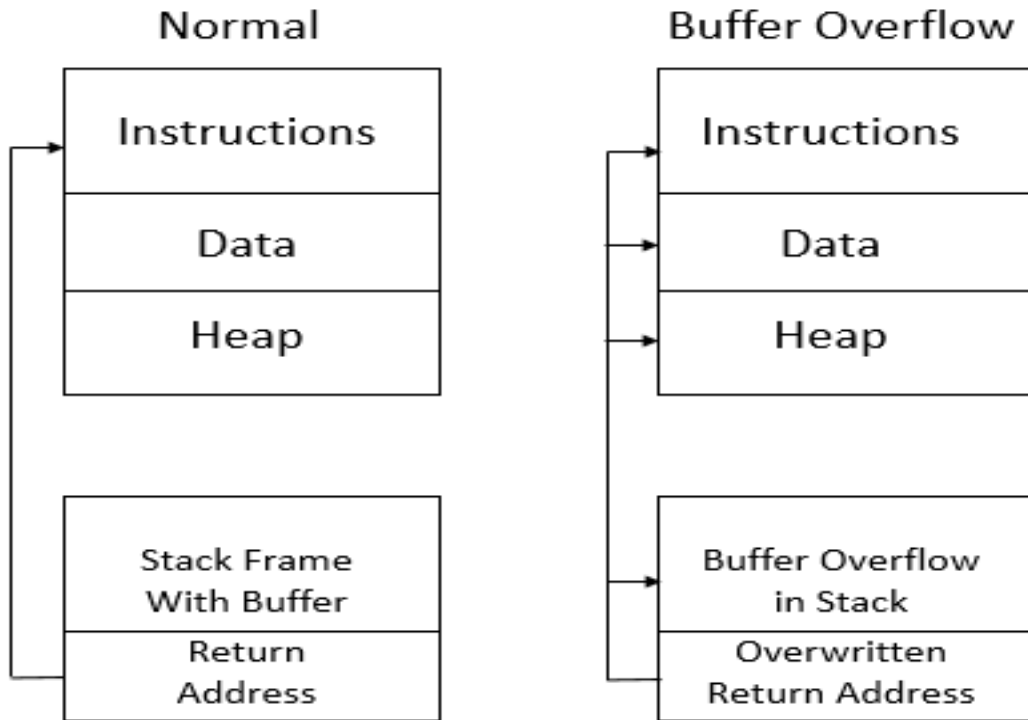 Normal
Instructions
Data
Heap
Stack Frame
With Buffer
Return
Address
Buffer Overflow
Instructions
Data
Heap
Buffer Overflow
in Stack
Overwritten
Return Address